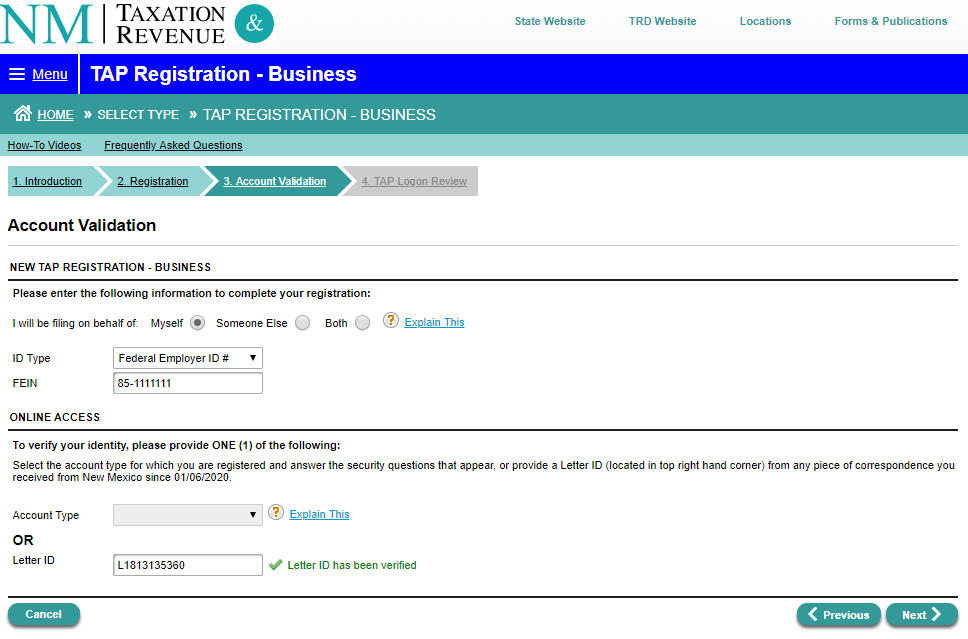 NM TAXATION & REVENUE
State Website TRD Website Locations Forms & Publications
Menu TAP Registration - Business
HOME » SELECT TYPE » TAP REGISTRATION - BUSINESS
How-To Videos Frequently Asked Questions
1. Introduction 2. Registration 3. Account Validation 4. TAP Logon Review
Account Validation
NEW TAP REGISTRATION - BUSINESS
Please enter the following information to complete your registration:
I will be filing on behalf of: Myself Someone Else Both ? Explain This
ID Type Federal Employer ID #
FEIN 85-1111111
ONLINE ACCESS
To verify your identity, please provide ONE (1) of the following:
Select the account type for which you are registered and answer the security questions that appear, or provide a Letter ID (located in top right hand corner) from any piece of correspondence you
received from New Mexico since 01/06/2020.
Account Type ? Explain This
OR
Letter ID L1813135360 Letter ID has been verified
Cancel Previous Next